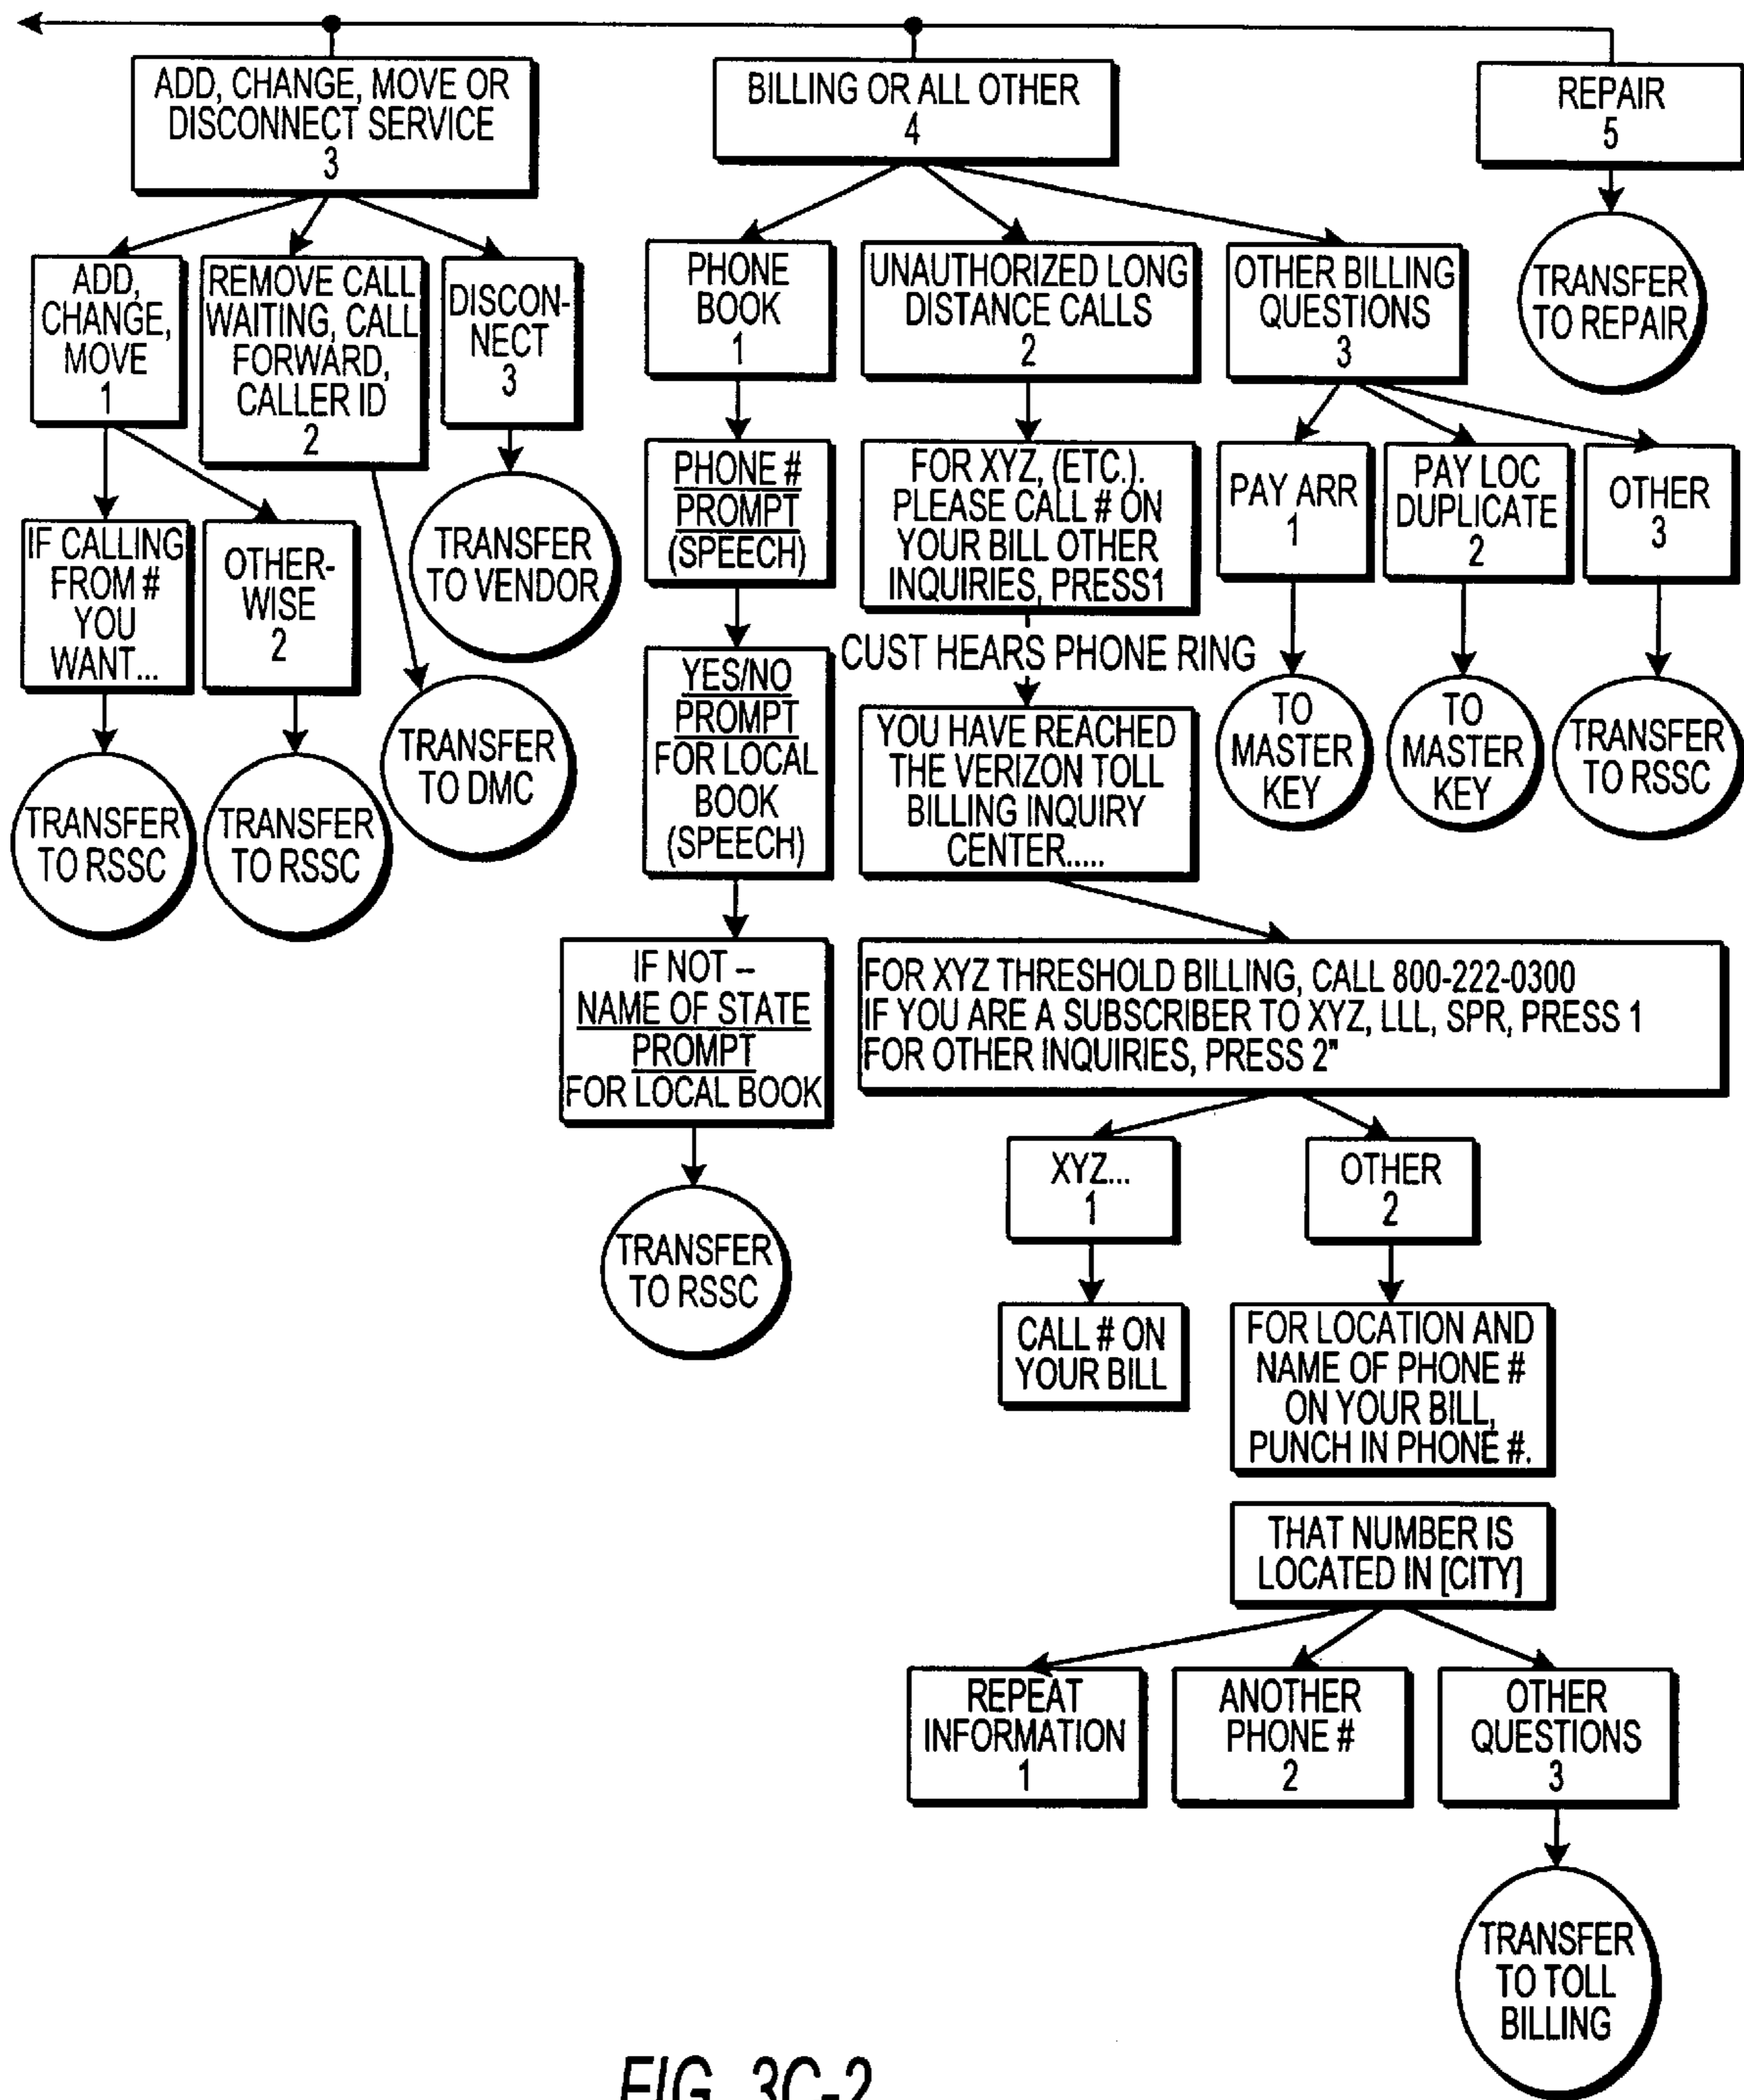 ADD, CHANGE, MOVE OR
DISCONNECT SERVICE
3
BILLING OR ALL OTHER
4
REPAIR
5
ADD,
CHANGE,
MOVE
1
REMOVE CALL
WAITING, CALL
FORWARD,
CALLER ID
2
DISCON-
NECT
3
PHONE
BOOK
1
UNAUTHORIZED LONG
DISTANCE CALLS
2
OTHER BILLING
QUESTIONS
3
TRANSFER
TO REPAIR
IF CALLING
FROM #
YOU
WANT...
OTHER-
WISE
2
TRANSFER
TO VENDOR
PHONE #
PROMPT
(SPEECH)
FOR XYZ, (ETC.).
PLEASE CALL # ON
YOUR BILL OTHER
INQUIRIES, PRESS1
PAY ARR
1
PAY LOC
DUPLICATE
2
OTHER
3
CUST HEARS PHONE RING
TRANSFER
TO RSSC
TRANSFER
TO RSSC
TRANSFER
TO DMC
YES/NO
PROMPT
FOR LOCAL
BOOK
(SPEECH)
YOU HAVE REACHED
THE VERIZON TOLL
BILLING INQUIRY
CENTER.....
TO
MASTER
KEY
TO
MASTER
KEY
TRANSFER
TO RSSC
IF NOT –
NAME OF STATE
PROMPT
FOR LOCAL BOOK
FOR XYZ THRESHOLD BILLING, CALL 800-222-0300
IF YOU ARE A SUBSCRIBER TO XYZ, LLL, SPR, PRESS 1
FOR OTHER INQUIRIES, PRESS 2"
TRANSFER
TO RSSC
XYZ...
1
OTHER
2
CALL # ON
YOUR BILL
FOR LOCATION AND
NAME OF PHONE #
ON YOUR BILL,
PUNCH IN PHONE #.
THAT NUMBER IS
LOCATED IN [CITY]
REPEAT
INFORMATION
1
ANOTHER
PHONE #
2
OTHER
QUESTIONS
3
TRANSFER
TO TOLL
BILLING
FIG. 3C-2